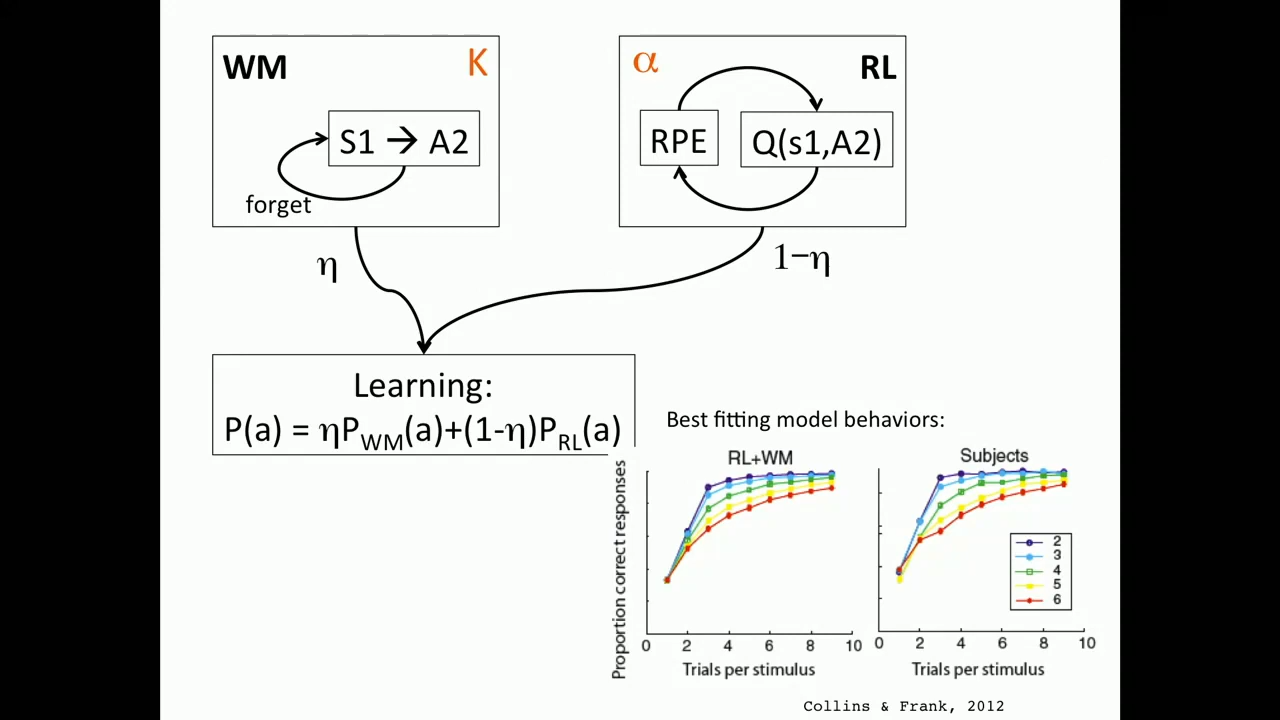 WM K
S1 → A2
forget
α RL
RPE
Q(s1,A2)
η
1−η
Learning:
P(a) = ηPWM(a)+(1-η)PRL(a)
Best fitting model behaviors:
RL+WM
Proportion correct responses
0 2 4 6 8 10
Trials per stimulus
Subjects
2
3
4
5
6
0 2 4 6 8 10
Trials per stimulus
Collins & Frank, 2012